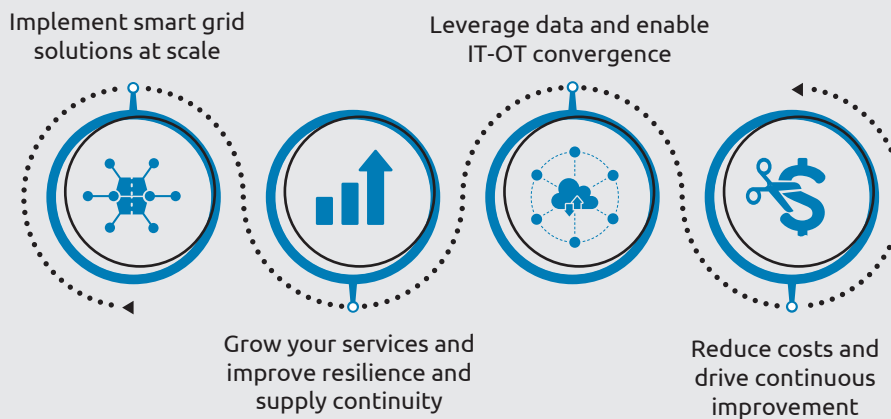 Implement smart grid
solutions at scale
Grow your services and
improve resilience and
supply continuity
Leverage data and enable
IT-OT convergence
Reduce costs and
drive continuous
improvement